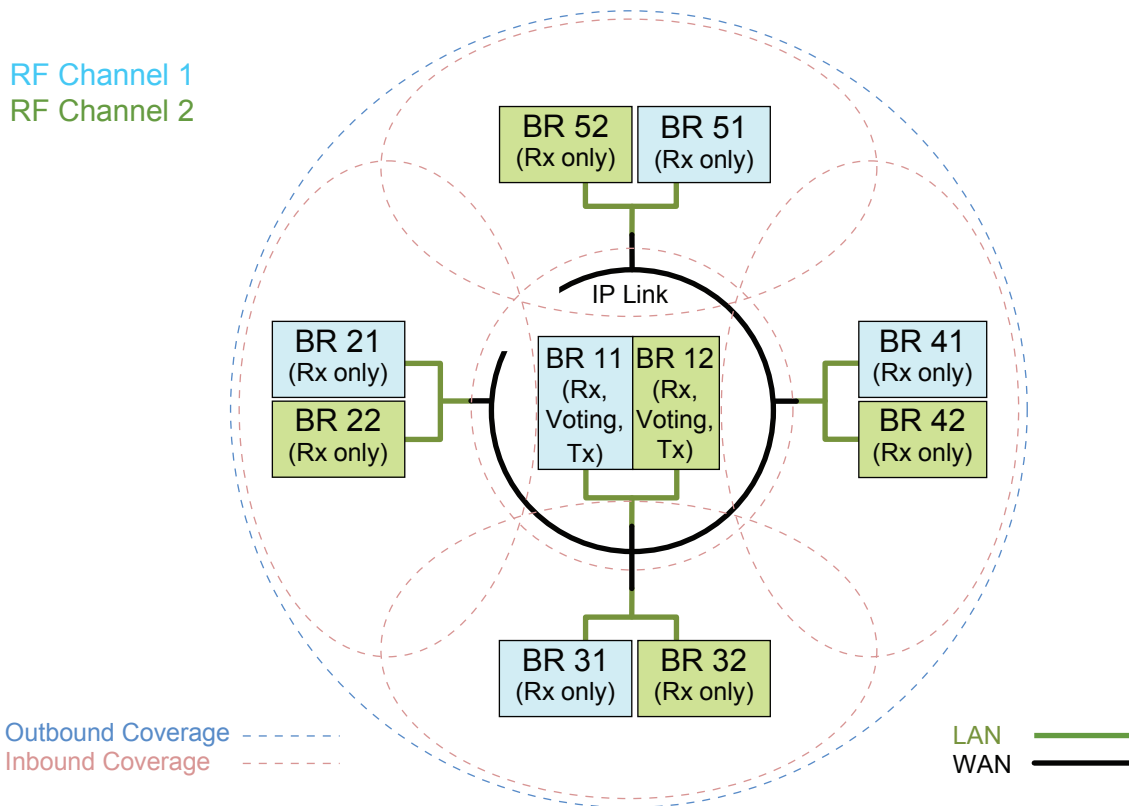 RF Channel 1
RF Channel 2
BR 52
(Rx only)
BR 51
(Rx only)
IP Link
BR 21
(Rx only)
BR 22
(Rx only)
BR 11
(Rx,
Voting,
Tx)
BR 12
(Rx,
Voting,
Tx)
BR 41
(Rx only)
BR 42
(Rx only)
BR 31
(Rx only)
BR 32
(Rx only)
Outbound Coverage
Inbound Coverage
LAN
WAN